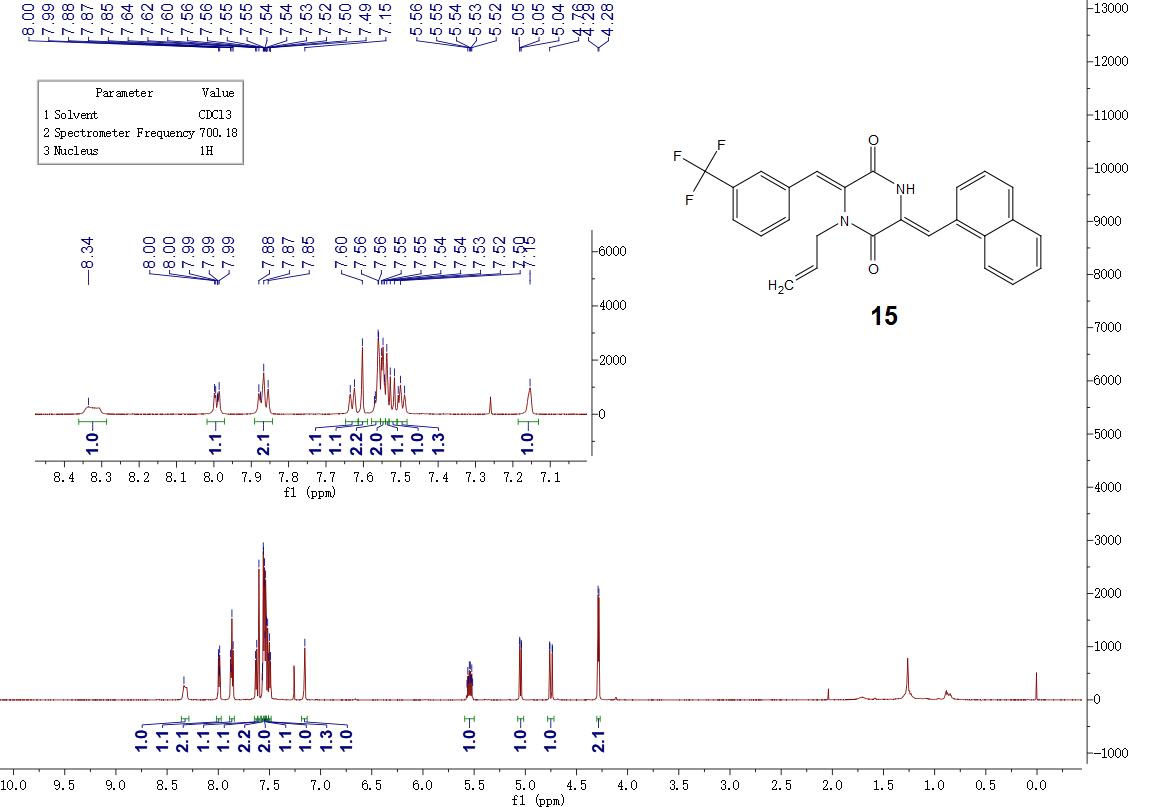 8.00 7.99 7.88 7.87 7.85 7.64 7.62 7.60 7.56 7.56 7.55 7.55 7.54 7.54 7.53 7.52 7.50 7.49 7.15 5.56 5.55 5.54 5.53 5.52 5.05 5.05 5.04 4.76 4.29 4.28
Parameter Value
1 Solvent CDCl3
2 Spectrometer Frequency 700.18
3 Nucleus 1H
8.34 8.00 8.00 7.99 7.99 7.99 7.88 7.87 7.85 7.60 7.56 7.56 7.55 7.55 7.54 7.54 7.53 7.52 7.50 7.15
6000
4000
2000
0
1.0 1.1 2.1 1.1 1.1 2.2 2.0 1.1 1.0 1.3 1.0
8.4 8.3 8.2 8.1 8.0 7.9 7.8 7.7 7.6 7.5 7.4 7.3 7.2 7.1
f1 (ppm)
F F
F
O
NH
N
O
H2C
15
13000
12000
11000
10000
9000
8000
7000
6000
5000
4000
3000
2000
1000
0
-1000
1.0 1.1 2.1 1.1 1.1 2.2 2.0 1.1 1.0 1.3 1.0 1.0 1.0 1.0 2.1
10.0 9.5 9.0 8.5 8.0 7.5 7.0 6.5 6.0 5.5 5.0 4.5 4.0 3.5 3.0 2.5 2.0 1.5 1.0 0.5 0.0
f1 (ppm)